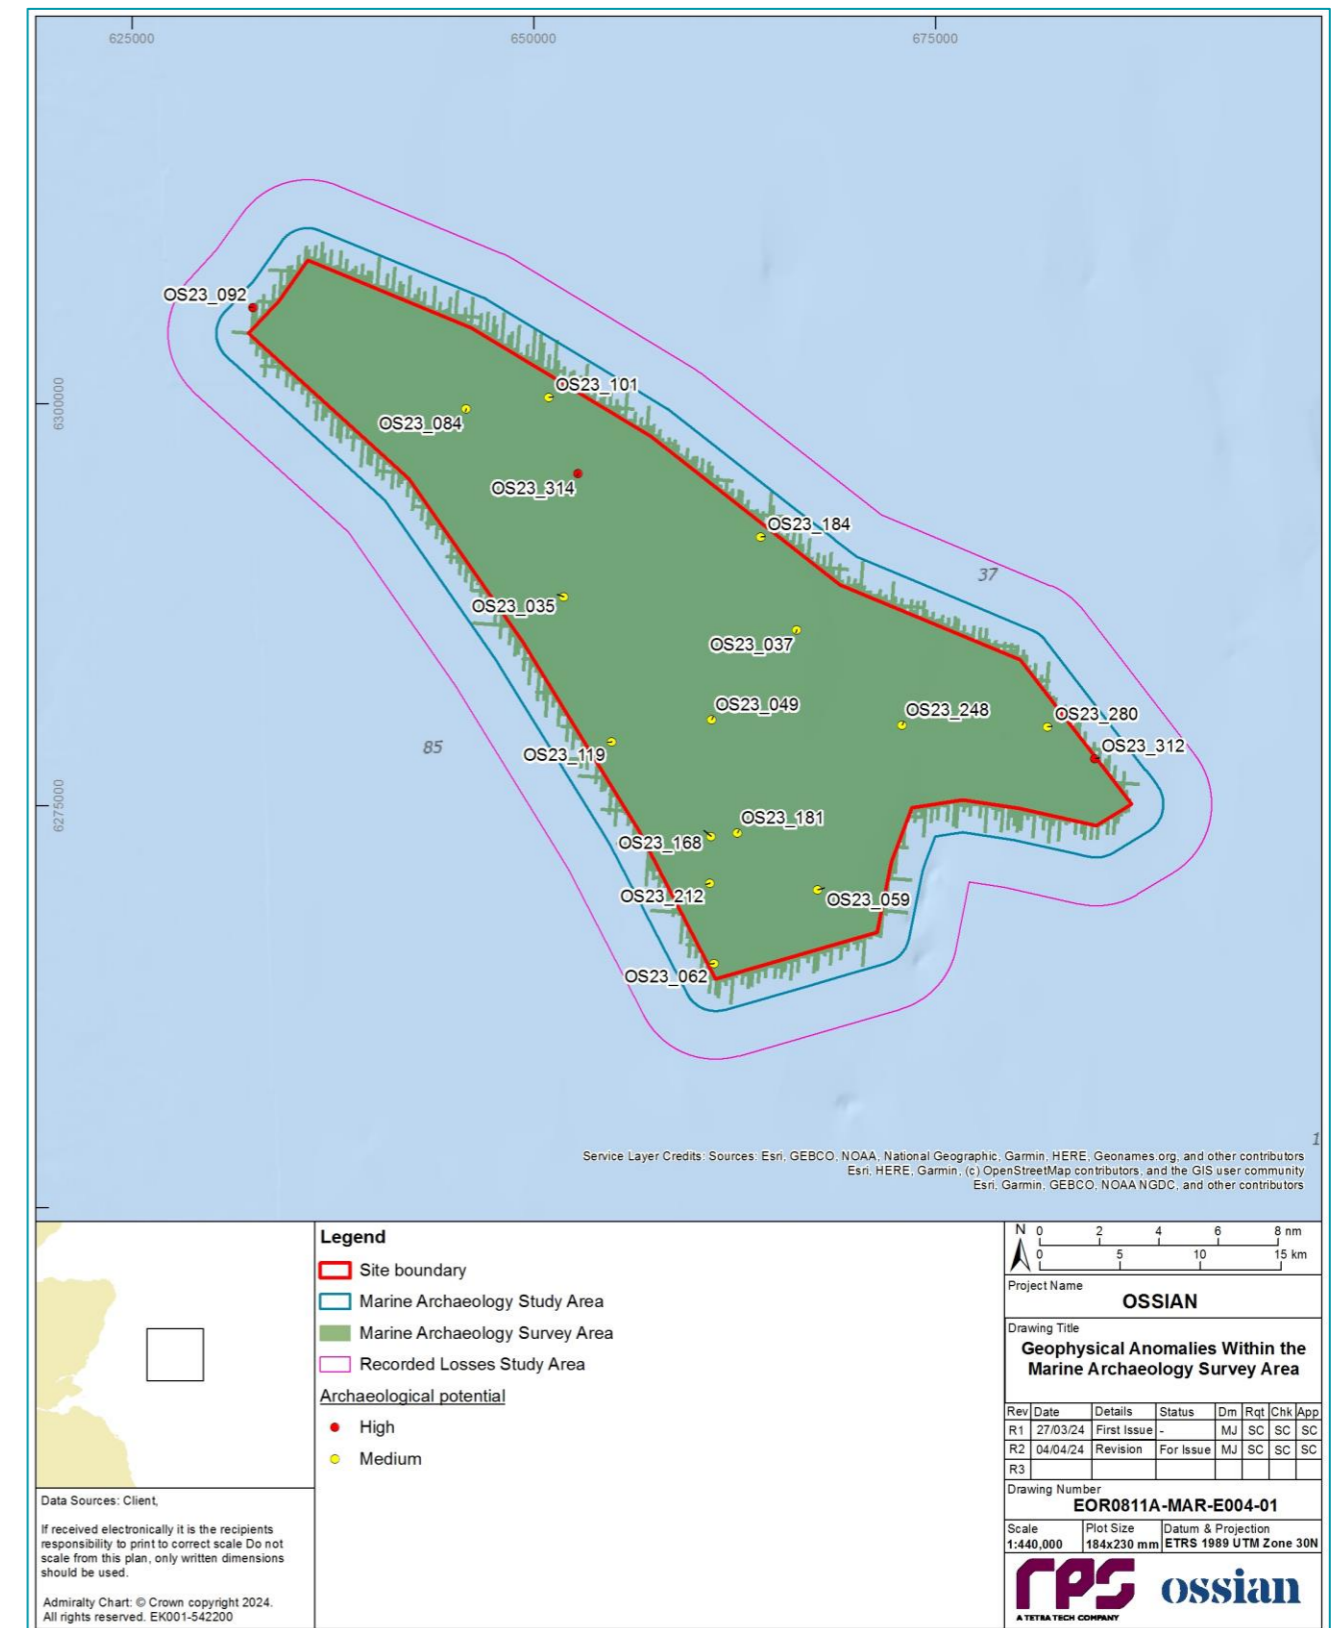 625000
650000
675000
6300000
6275000
OS23_092
OS23_101
OS23_084
OS23_314
OS23_184
37
OS23_035
OS23_037
OS23_049
OS23_248
OS23_280
85
OS23_119
OS23_312
OS23_181
OS23_168
OS23_212
OS23_059
OS23_062
1
Service Layer Credits: Sources: Esri, GEBCO, NOAA, National Geographic, Garmin, HERE, Geonames.org, and other contributors
Esri, HERE, Garmin, (c) OpenStreetMap contributors, and the GIS user community
Esri, Garmin, GEBCO, NOAA NGDC, and other contributors
Legend
Site boundary
Marine Archaeology Study Area
Marine Archaeology Survey Area
Recorded Losses Study Area
Archaeological potential
High
Medium
Data Sources: Client,
If received electronically it is the recipients
responsibility to print to correct scale Do not
scale from this plan, only written dimensions
should be used.
Admiralty Chart: © Crown copyright 2024.
All rights reserved. EK001-542200
N 0 2 4 6 8 nm
0 5 10 15 km
Project Name
OSSIAN
Drawing Title
Geophysical Anomalies Within the
Marine Archaeology Survey Area
Rev Date Details Status Dm Rqt Chk App
R1 27/03/24 First Issue - MJ SC SC SC
R2 04/04/24 Revision For Issue MJ SC SC SC
R3
Drawing Number
EOR0811A-MAR-E004-01
Scale Plot Size Datum & Projection
1:440,000 184x230 mm ETRS 1989 UTM Zone 30N
rps ossian
A TETRA TECH COMPANY